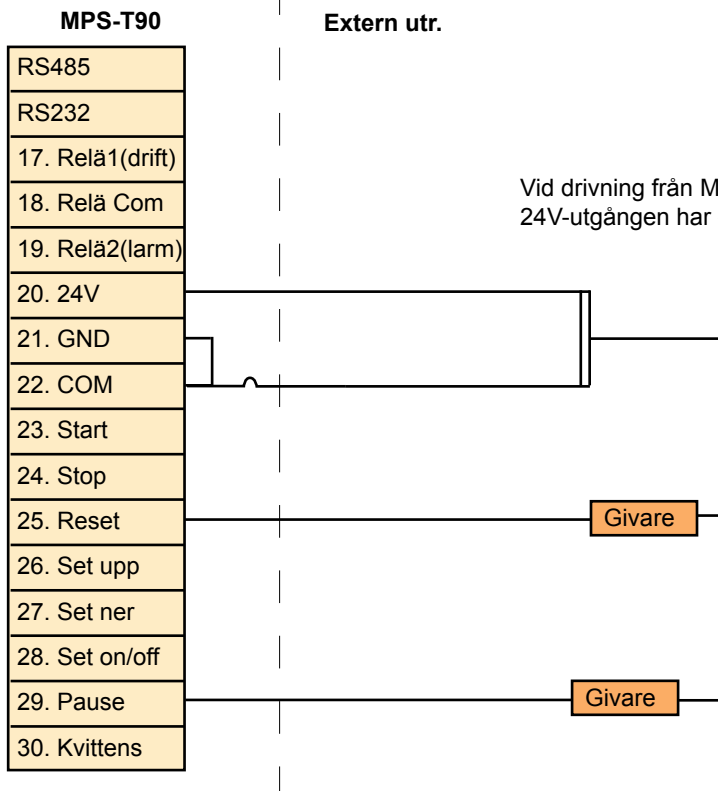 MPS-T90
Extern utr.
RS485
RS232
17. Relä1(drift)
18. Relä Com
19. Relä2(larm)
20. 24V
21. GND
22. COM
23. Start
24. Stop
25. Reset
26. Set upp
27. Set ner
28. Set on/off
29. Pause
30. Kvittens
Vid drivning från M
24V-utgången har
Givare
Givare